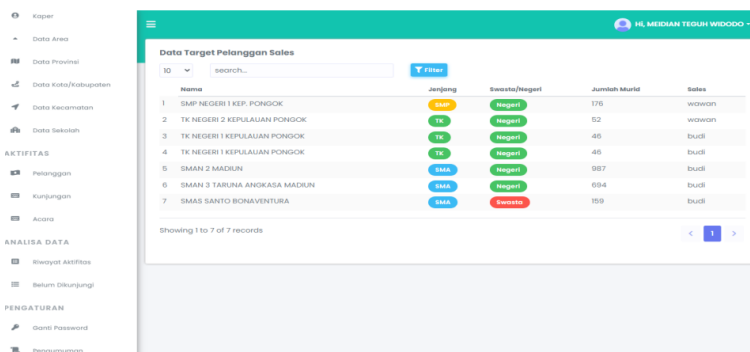 Kaper
Data Area
Data Provinsi
Data Kota/Kabupaten
Data Kecamatan
Data Sekolah
AKTIFITAS
Pelanggan
Kunjungan
Acara
ANALISA DATA
Riwayat Aktifitas
Belum Dikunjungi
PENGATURAN
Ganti Password
Pengumuman
HI, MEIDIAN TEGUH WIDODO
Data Target Pelanggan Sales
10 search... Filter
Nama Jenjang Swasta/Negeri Jumlah Murid Sales
1 SMP NEGERI 1 KEP. PONGOK SMP Negeri 176 wawan
2 TK NEGERI 2 KEPULAUAN PONGOK TK Negeri 52 wawan
3 TK NEGERI 1 KEPULAUAN PONGOK TK Negeri 46 budi
4 TK NEGERI 1 KEPULAUAN PONGOK TK Negeri 46 budi
5 SMAN 2 MADIUN SMA Negeri 987 budi
6 SMAN 3 TARUNA ANGKASA MADIUN SMA Negeri 694 budi
7 SMAS SANTO BONAVENTURA SMA Swasta 159 budi
Showing 1 to 7 of 7 records
< 1 >